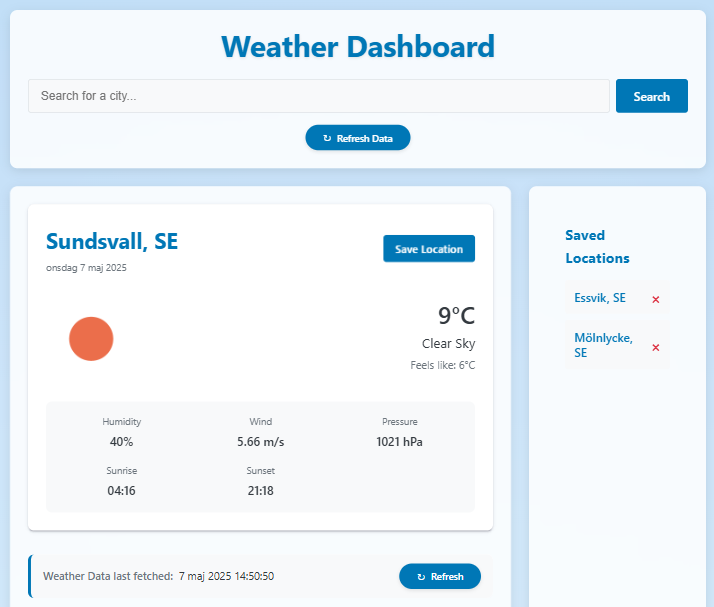 Weather Dashboard
Search for a city...
Search
↻ Refresh Data
Sundsvall, SE
onsdag 7 maj 2025
Save Location
9°C
Clear Sky
Feels like: 6°C
Humidity
40%
Wind
5.66 m/s
Pressure
1021 hPa
Sunrise
04:16
Sunset
21:18
Weather Data last fetched: 7 maj 2025 14:50:50
↻ Refresh
Saved
Locations
Essvik, SE
×
Mölnlycke,
SE
×